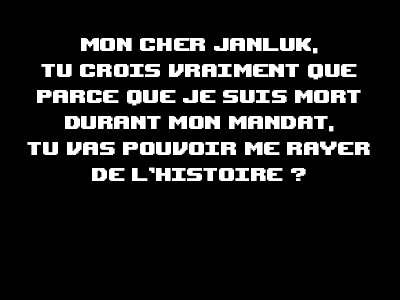 MON CHER JANLUK,
TU CROIS VRAIMENT QUE
PARCE QUE JE SUIS MORT
DURANT MON MANDAT,
TU VAS POUVOIR ME RAYER
DE L'HISTOIRE ?